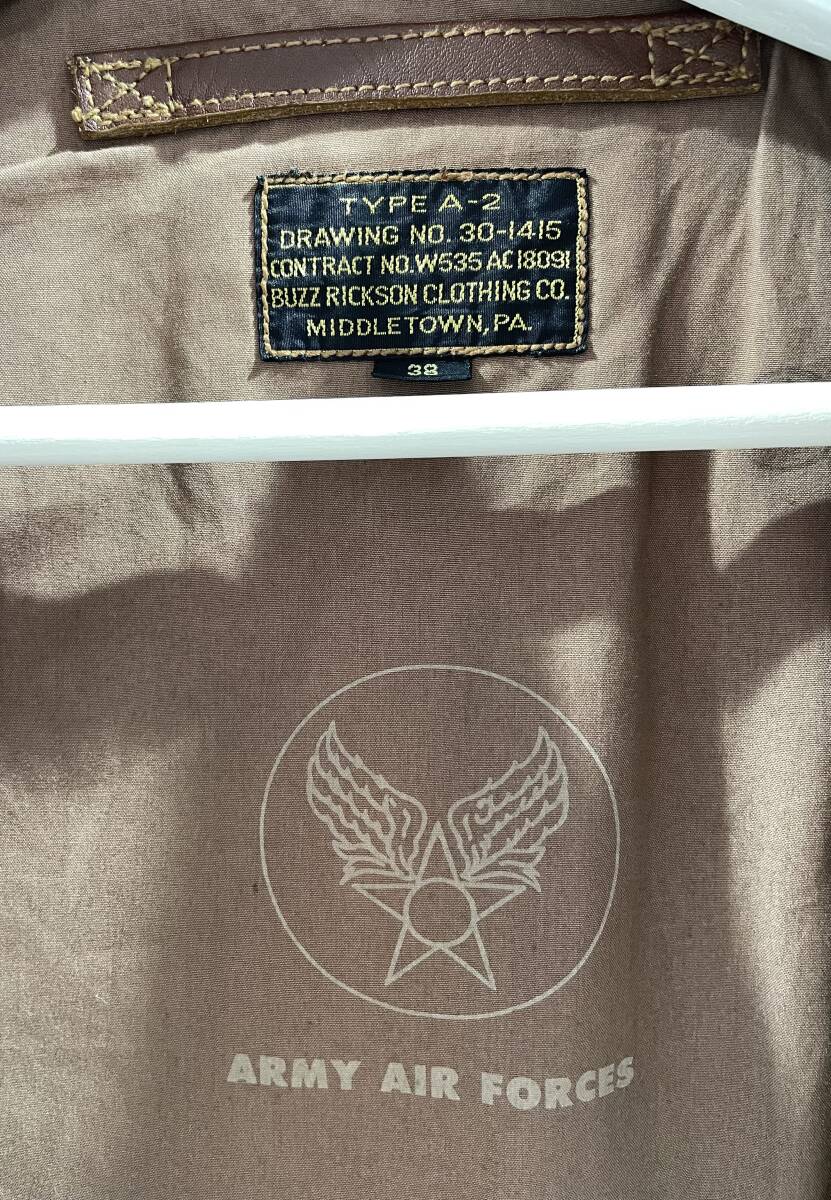 TYPE A-2
DRAWING NO. 30-1415
CONTRACT NO. W535 AC 18091
BUZZ RICKSON CLOTHING CO.
MIDDLETOWN, PA.
38
ARMY AIR FORCES